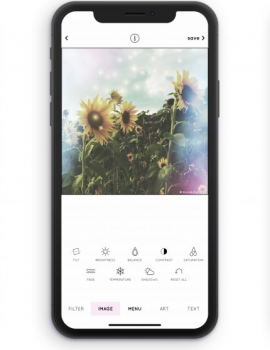 save
TILT BRIGHTNESS BALANCE CONTRAST SATURATION
FADE TEMPERATURE SHADOWS RESET ALL
FILTER IMAGE MENU ART TEXT